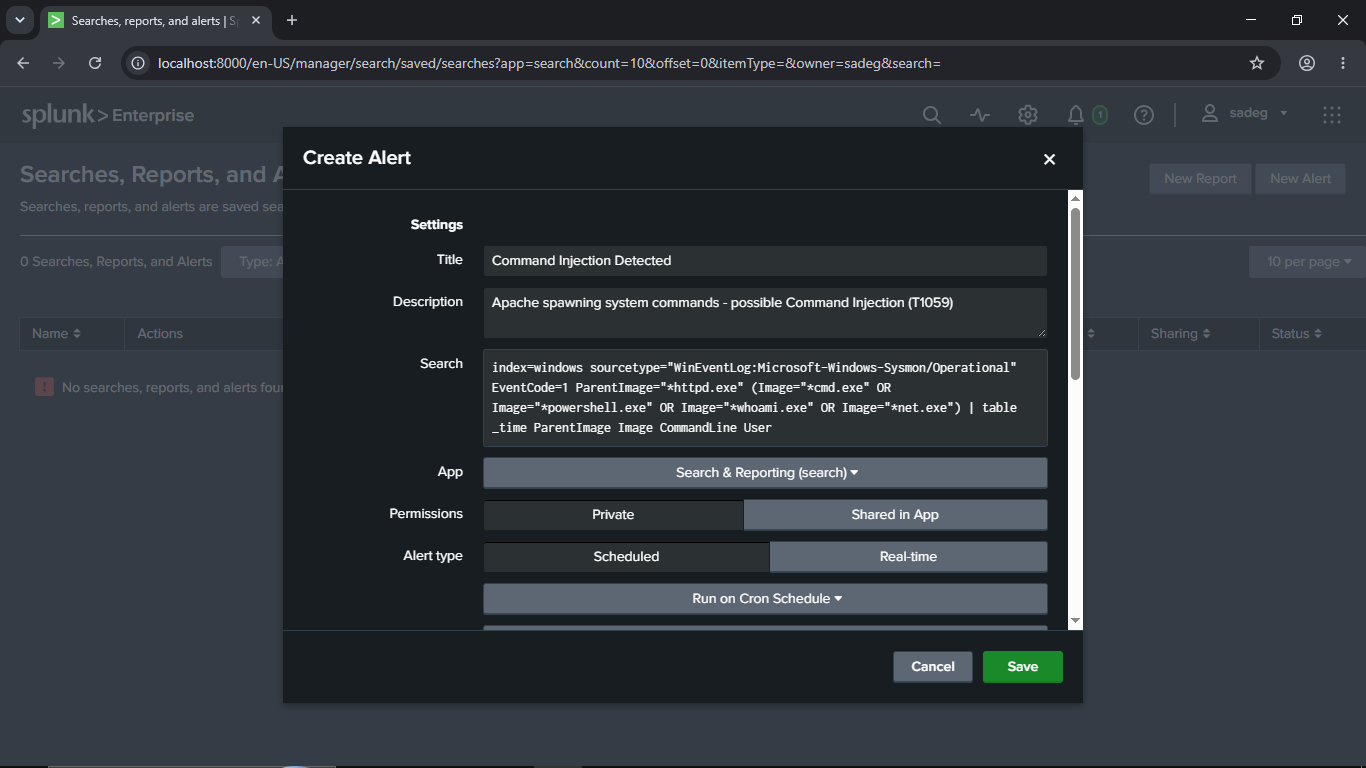 Searches, reports, and alerts | S
localhost:8000/en-US/manager/search/saved/searches?app=search&count=10&offset=0&itemType=&owner=sadeg&search=
splunk> Enterprise
1
sadeg
Searches, Reports, and A
New Report
New Alert
Searches, reports, and alerts are saved sea
0 Searches, Reports, and Alerts
Type: A
10 per page
Name
Actions
Sharing
Status
No searches, reports, and alerts four
Create Alert
Settings
Title
Command Injection Detected
Description
Apache spawning system commands - possible Command Injection (T1059)
Search
index=windows sourcetype="WinEventLog:Microsoft-Windows-Sysmon/Operational"
EventCode=1 ParentImage="*httpd.exe" (Image="*cmd.exe" OR
Image="*powershell.exe" OR Image="*whoami.exe" OR Image="*net.exe") | table
_time ParentImage Image CommandLine User
App
Search & Reporting (search)
Permissions
Private
Shared in App
Alert type
Scheduled
Real-time
Run on Cron Schedule
Cancel
Save